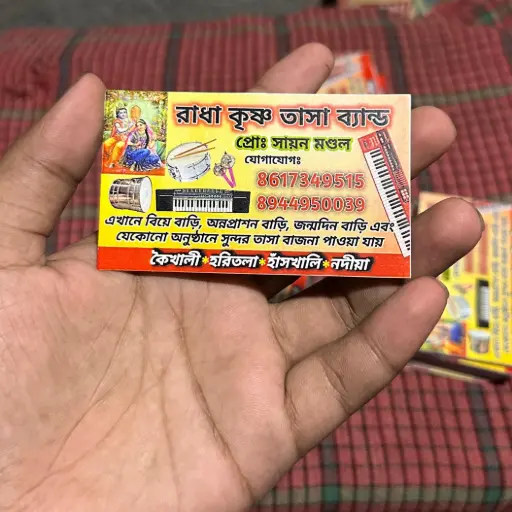 রাধা কৃষ্ণ তাসা ব্যান্ড
প্রোঃ সায়ন মণ্ডল
যোগাযোগঃ
8617349515
8944950039
এখানে বিয়ে বাড়ি, অন্নপ্রাশন বাড়ি, জন্মদিন বাড়ি এবং
যেকোনো অনুষ্ঠানে সুন্দর তাসা বাজনা পাওয়া যায়
কৈখালী*হরিতলা*হাঁসখালি*নদীয়া